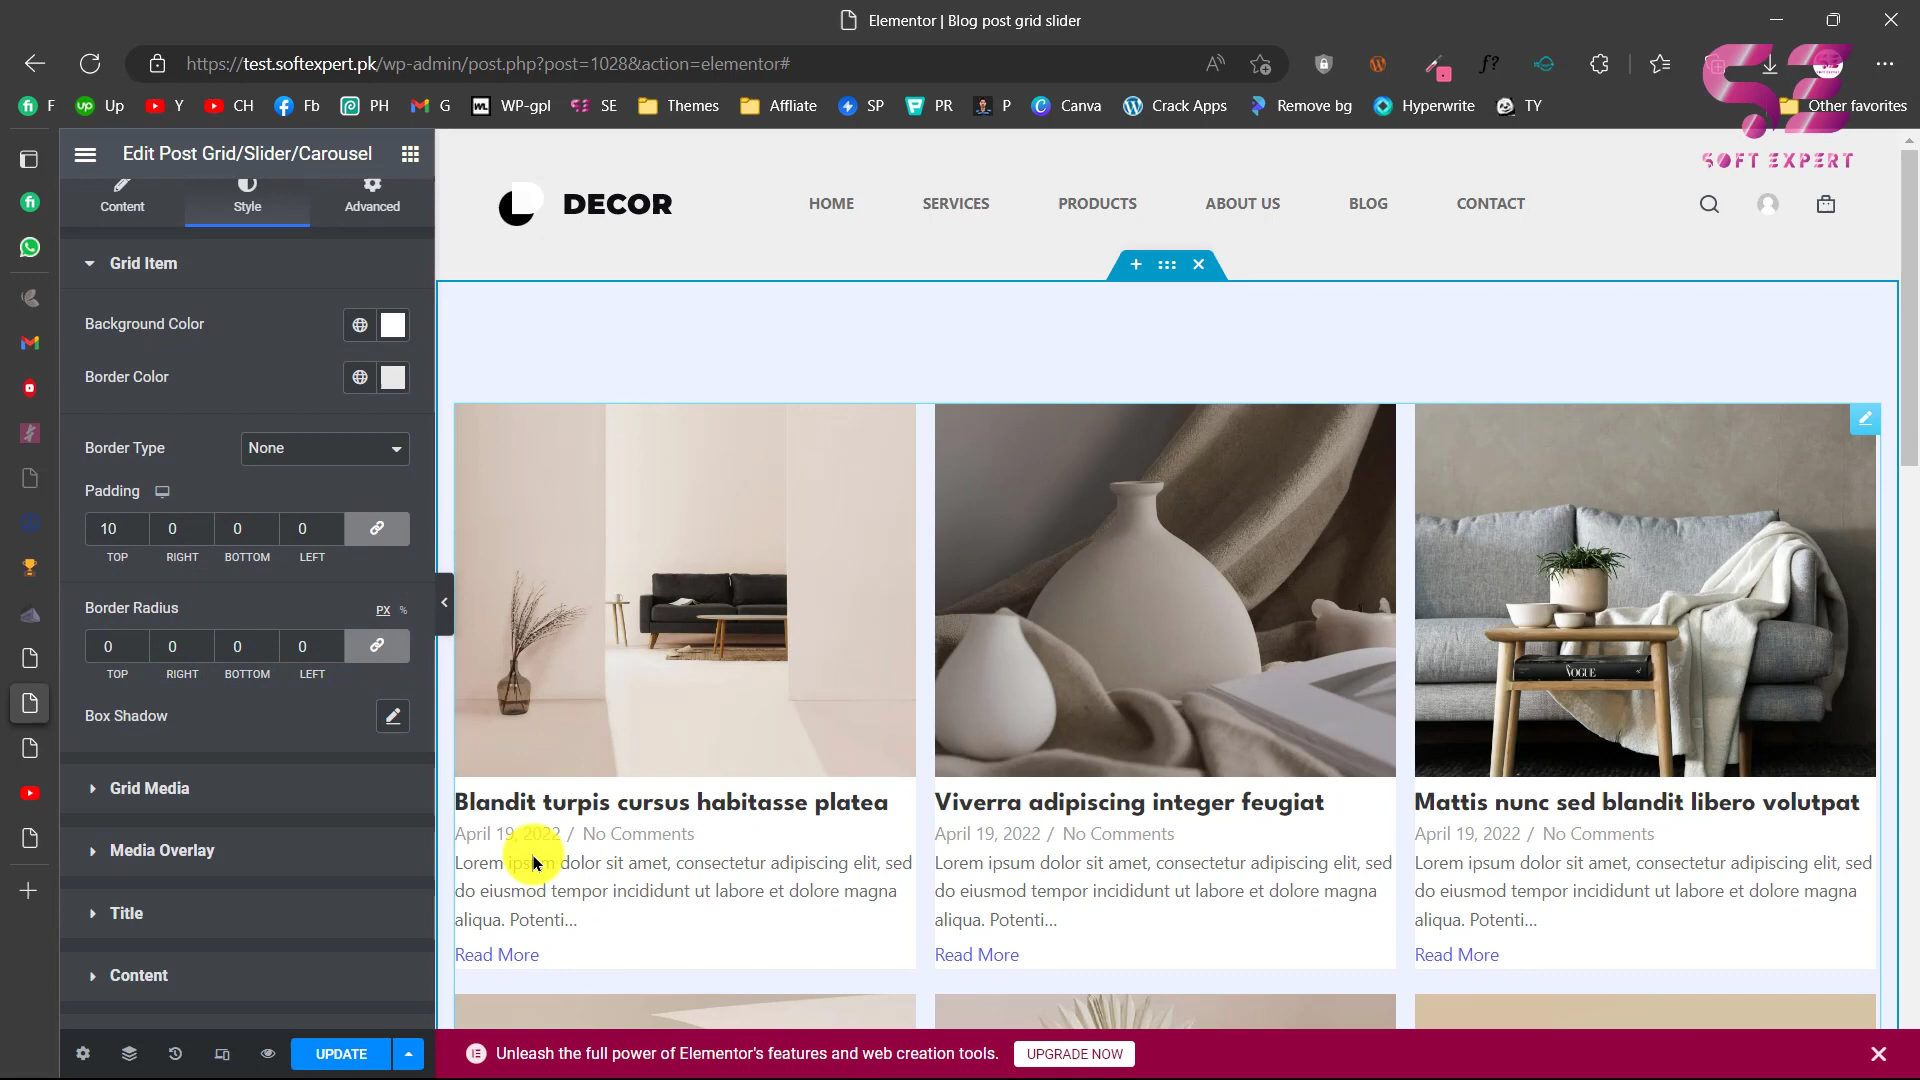 Elementor | Blog post grid slider
https://test.softexpert.pk/wp-admin/post.php?post=1028&action=elementor#
F Up Y CH Fb PH G WP-gpl SE Themes Affliate SP PR P Canva Crack Apps Remove bg Hyperwrite TY Other favorites
SOFT EXPERT
Edit Post Grid/Slider/Carousel
Content Style Advanced
Grid Item
Background Color
Border Color
Border Type None
Padding
10 0 0 0
TOP RIGHT BOTTOM LEFT
Border Radius PX %
0 0 0 0
TOP RIGHT BOTTOM LEFT
Box Shadow
Grid Media
Media Overlay
Title
Content
UPDATE
DECOR HOME SERVICES PRODUCTS ABOUT US BLOG CONTACT
VOGUE
Blandit turpis cursus habitasse platea
April 19, 2022 / No Comments
Lorem ipsum dolor sit amet, consectetur adipiscing elit, sed
do eiusmod tempor incididunt ut labore et dolore magna
aliqua. Potenti...
Read More
Viverra adipiscing integer feugiat
April 19, 2022 / No Comments
Lorem ipsum dolor sit amet, consectetur adipiscing elit, sed
do eiusmod tempor incididunt ut labore et dolore magna
aliqua. Potenti...
Read More
Mattis nunc sed blandit libero volutpat
April 19, 2022 / No Comments
Lorem ipsum dolor sit amet, consectetur adipiscing elit, sed
do eiusmod tempor incididunt ut labore et dolore magna
aliqua. Potenti...
Read More
Unleash the full power of Elementor's features and web creation tools. UPGRADE NOW